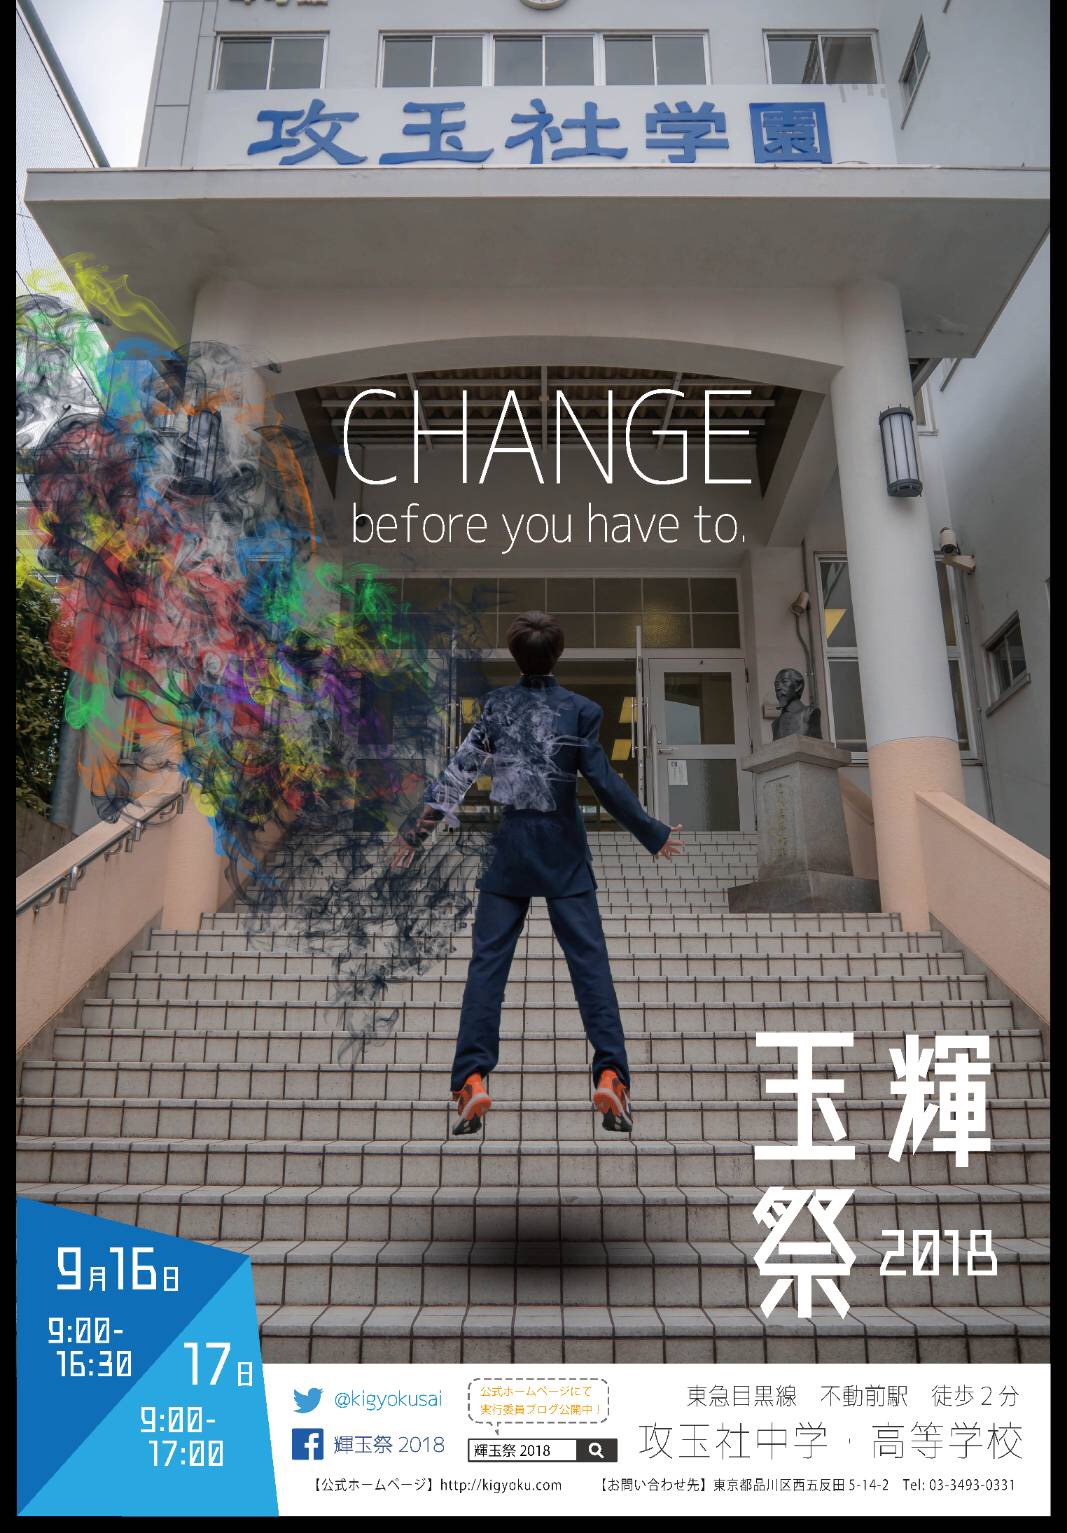 攻玉社学園
CHANGE
before you have to.
輝玉祭 2018
9月16日
9:00-
16:30
17日
9:00-
17:00
@kigyokusai
輝玉祭 2018
公式ホームページにて
実行委員ブログ公開中！
輝玉祭 2018
東急目黒線　不動前駅　徒歩２分
攻玉社中学・高等学校
【公式ホームページ】http://kigyoku.com
【お問い合わせ先】東京都品川区西五反田 5-14-2　Tel: 03-3493-0331